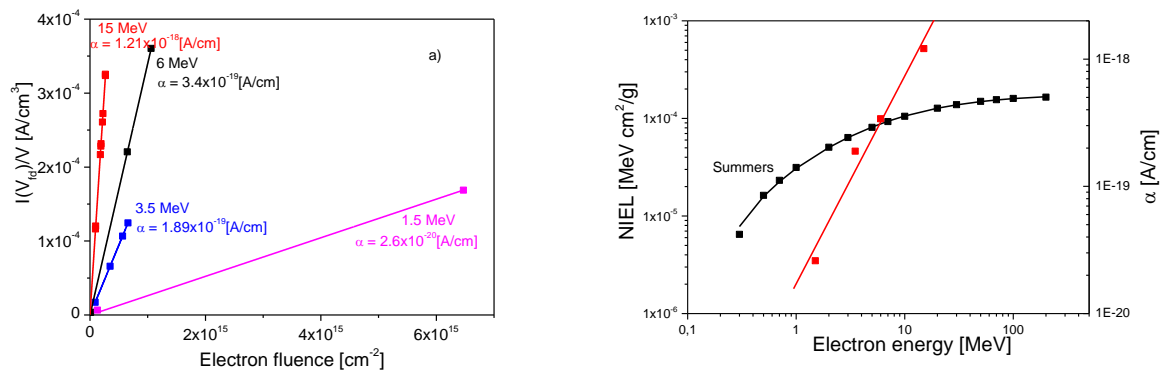 4x10⁻⁴
3x10⁻⁴
2x10⁻⁴
1x10⁻⁴
0
I(V_fd)/V [A/cm³]
15 MeV
α = 1.21x10⁻¹⁸[A/cm]
6 MeV
α = 3.4x10⁻¹⁹[A/cm]
a)
3.5 MeV
α = 1.89x10⁻¹⁹[A/cm]
1.5 MeV
α = 2.6x10⁻²⁰[A/cm]
0
2x10¹⁵
4x10¹⁵
6x10¹⁵
Electron fluence [cm⁻²]
1x10⁻³
1x10⁻⁴
1x10⁻⁵
1x10⁻⁶
NIEL [MeV cm²/g]
Summers
1E-18
1E-19
1E-20
α [A/cm]
0,1
1
10
100
Electron energy [MeV]